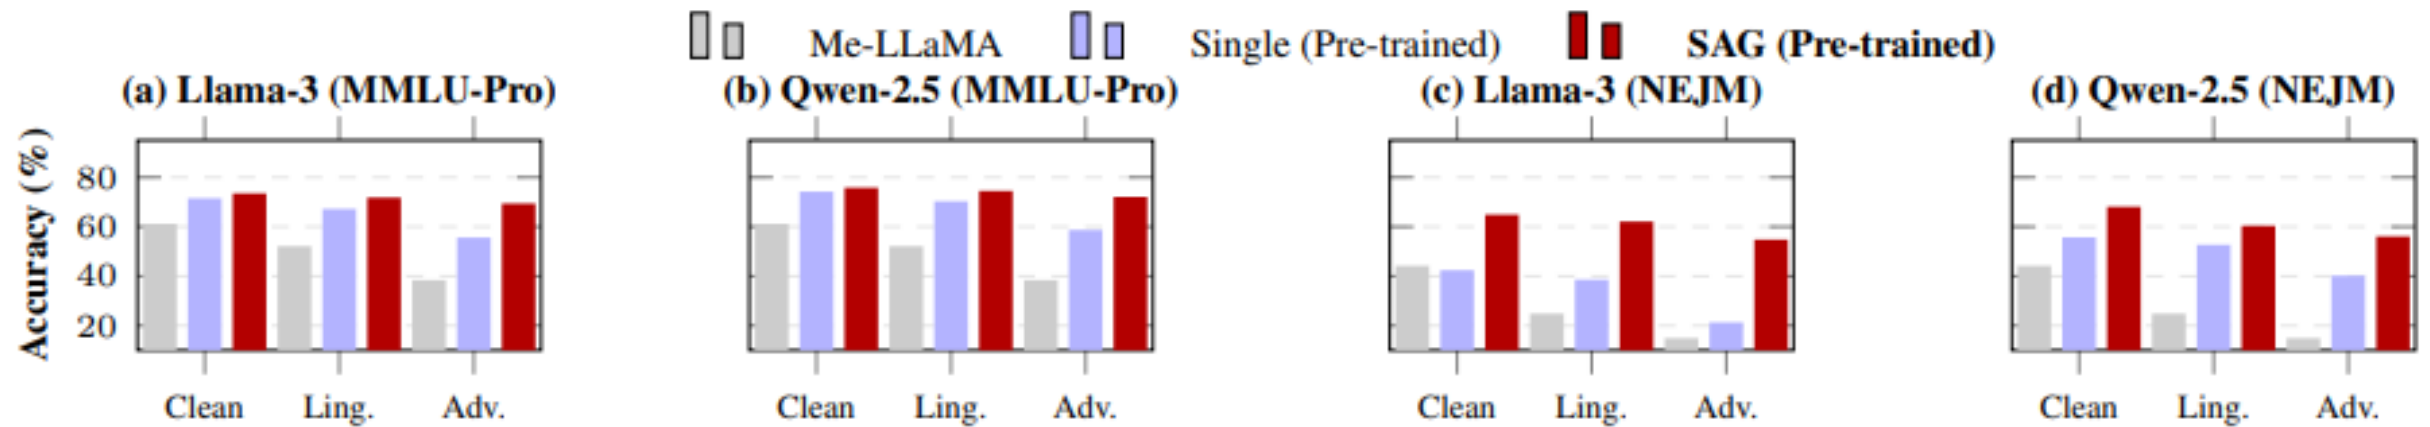 Me-LLaMA Single (Pre-trained) SAG (Pre-trained)
(a) Llama-3 (MMLU-Pro) (b) Qwen-2.5 (MMLU-Pro) (c) Llama-3 (NEJM) (d) Qwen-2.5 (NEJM)
Accuracy (%)
80
60
40
20
Clean Ling. Adv. Clean Ling. Adv. Clean Ling. Adv. Clean Ling. Adv.